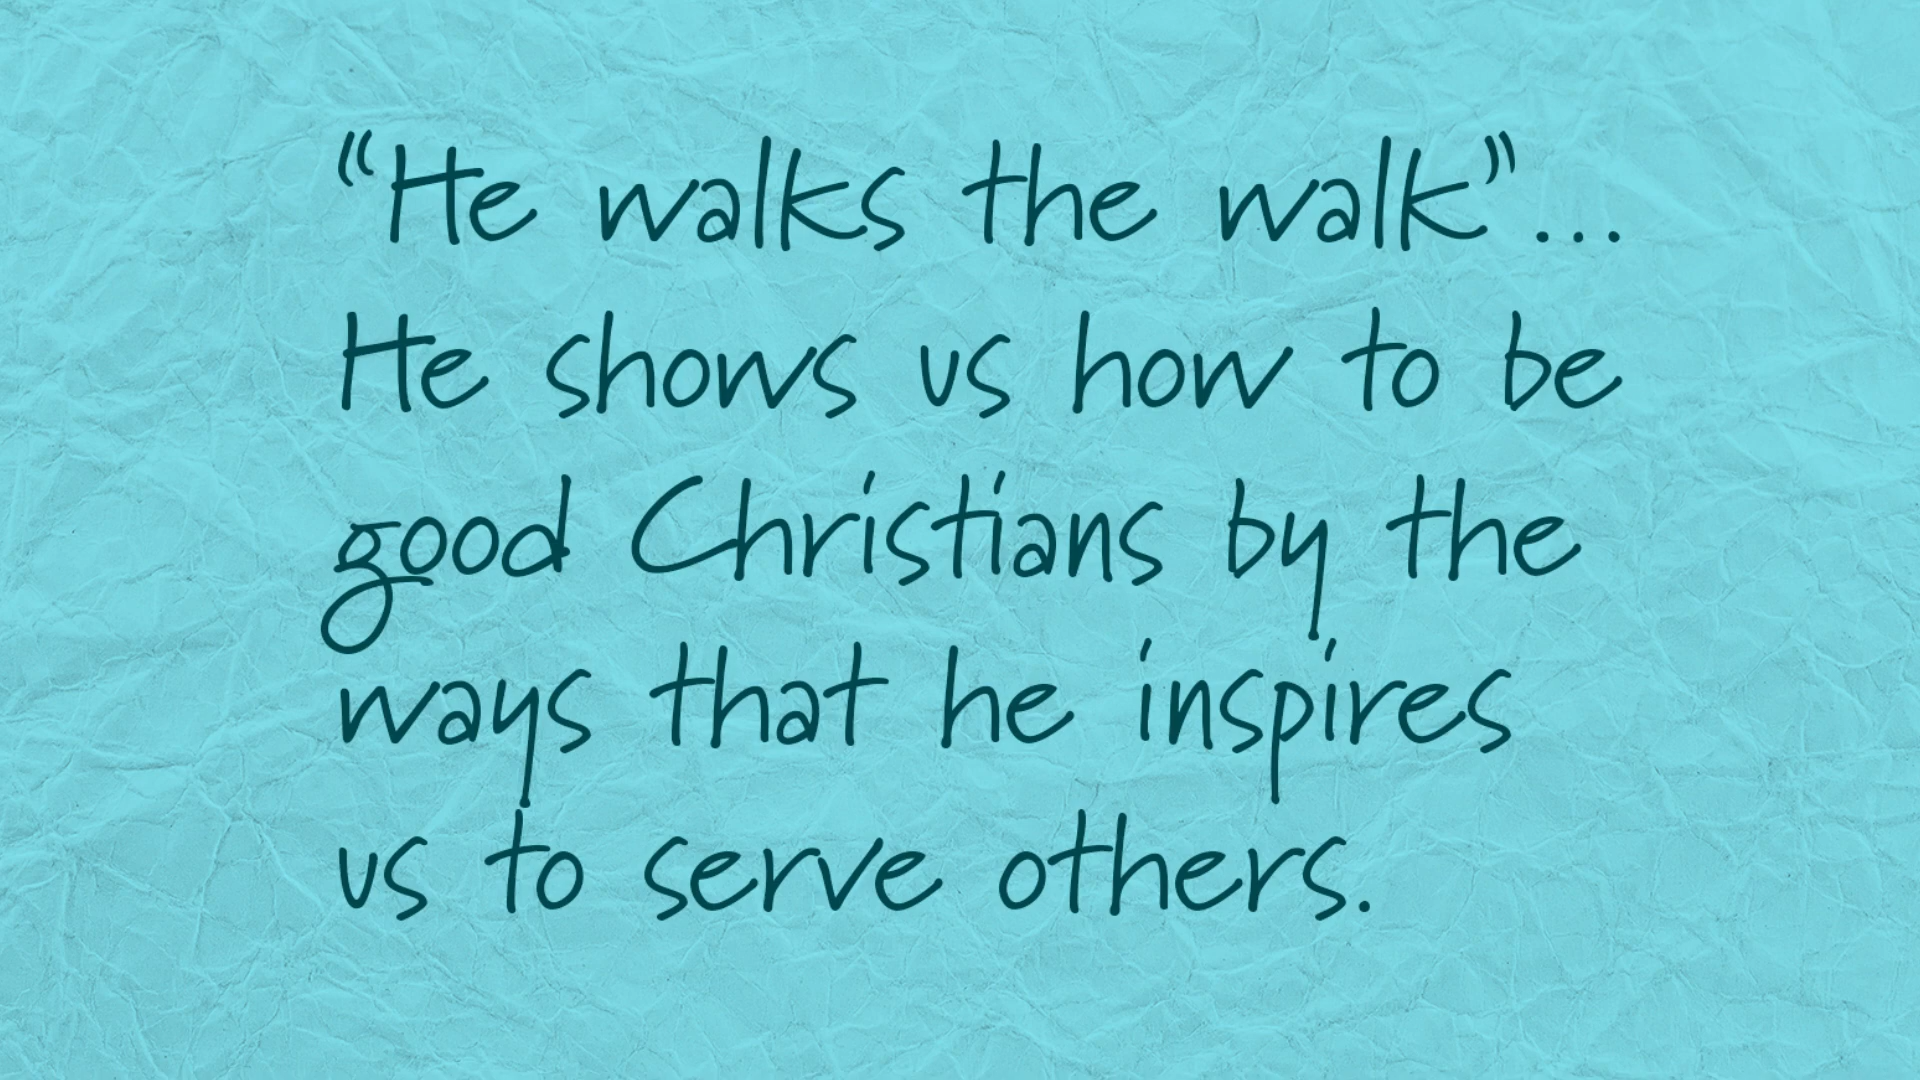 “He walks the walk”...
He shows us how to be
good Christians by the
ways that he inspires
us to serve others.